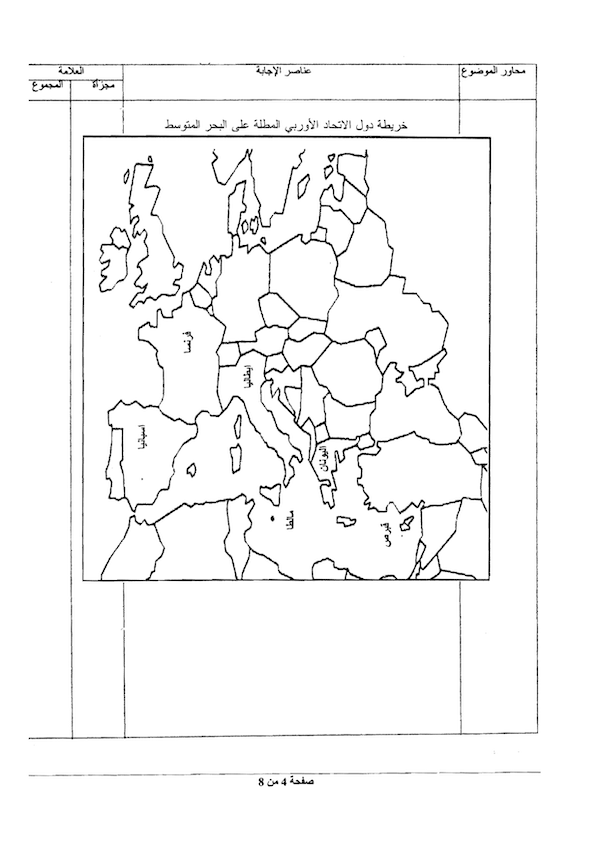 محاور الموضوع
عناصر الإجابة
العلامة
مجزأة
المجموع
خريطة دول الاتحاد الأوربي المطلة على البحر المتوسط
فرنسا
إيطاليا
اسبانيا
اليونان
مالطا
قبرص
صفحة 4 من 8